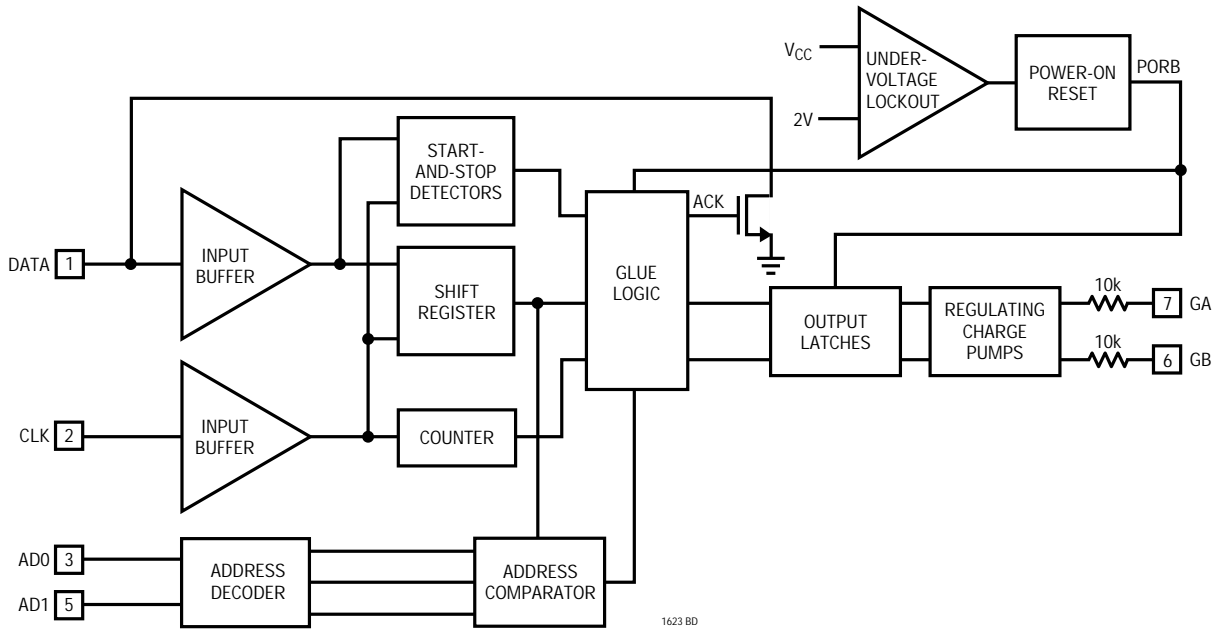 V_CC
2V
UNDER-
VOLTAGE
LOCKOUT
POWER-ON
RESET
PORB
START-
AND-STOP
DETECTORS
ACK
DATA 1
INPUT
BUFFER
SHIFT
REGISTER
GLUE
LOGIC
OUTPUT
LATCHES
REGULATING
CHARGE
PUMPS
10k
7 GA
10k
6 GB
CLK 2
INPUT
BUFFER
COUNTER
AD0 3
AD1 5
ADDRESS
DECODER
ADDRESS
COMPARATOR
1623 BD